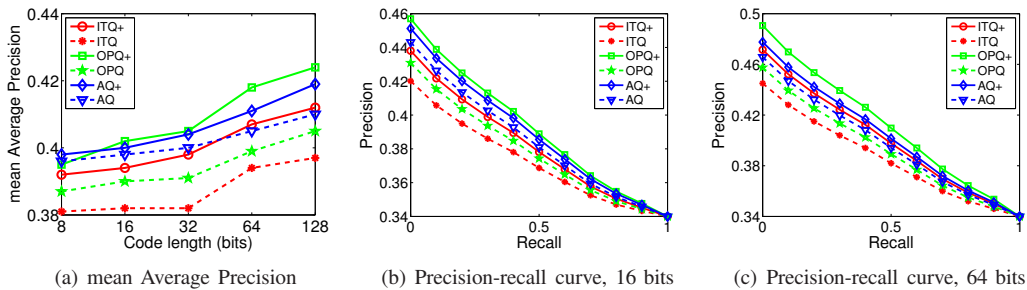 0.44
0.42
0.4
0.38
8
16
32
64
128
mean Average Precision
Code length (bits)
ITQ+
ITQ
OPQ+
OPQ
AQ+
AQ
(a) mean Average Precision
0.46
0.44
0.42
0.4
0.38
0.36
0.34
0
0.5
1
Precision
Recall
ITQ+
ITQ
OPQ+
OPQ
AQ+
AQ
(b) Precision-recall curve, 16 bits
0.5
0.46
0.42
0.38
0.34
0
0.5
1
Precision
Recall
ITQ+
ITQ
OPQ+
OPQ
AQ+
AQ
(c) Precision-recall curve, 64 bits